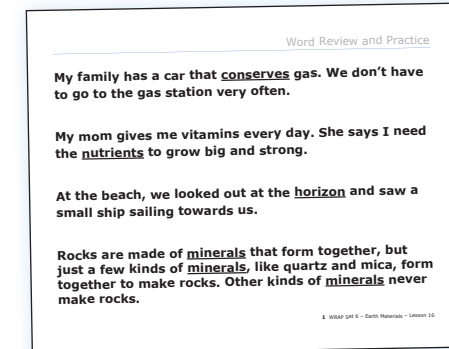 Word Review and Practice
My family has a car that conserves gas. We don't have
to go to the gas station very often.
My mom gives me vitamins every day. She says I need
the nutrients to grow big and strong.
At the beach, we looked out at the horizon and saw a
small ship sailing towards us.
Rocks are made of minerals that form together, but
just a few kinds of minerals, like quartz and mica, form
together to make rocks. Other kinds of minerals never
make rocks.
1 WRAP Set 6 – Earth Materials – Lesson 16